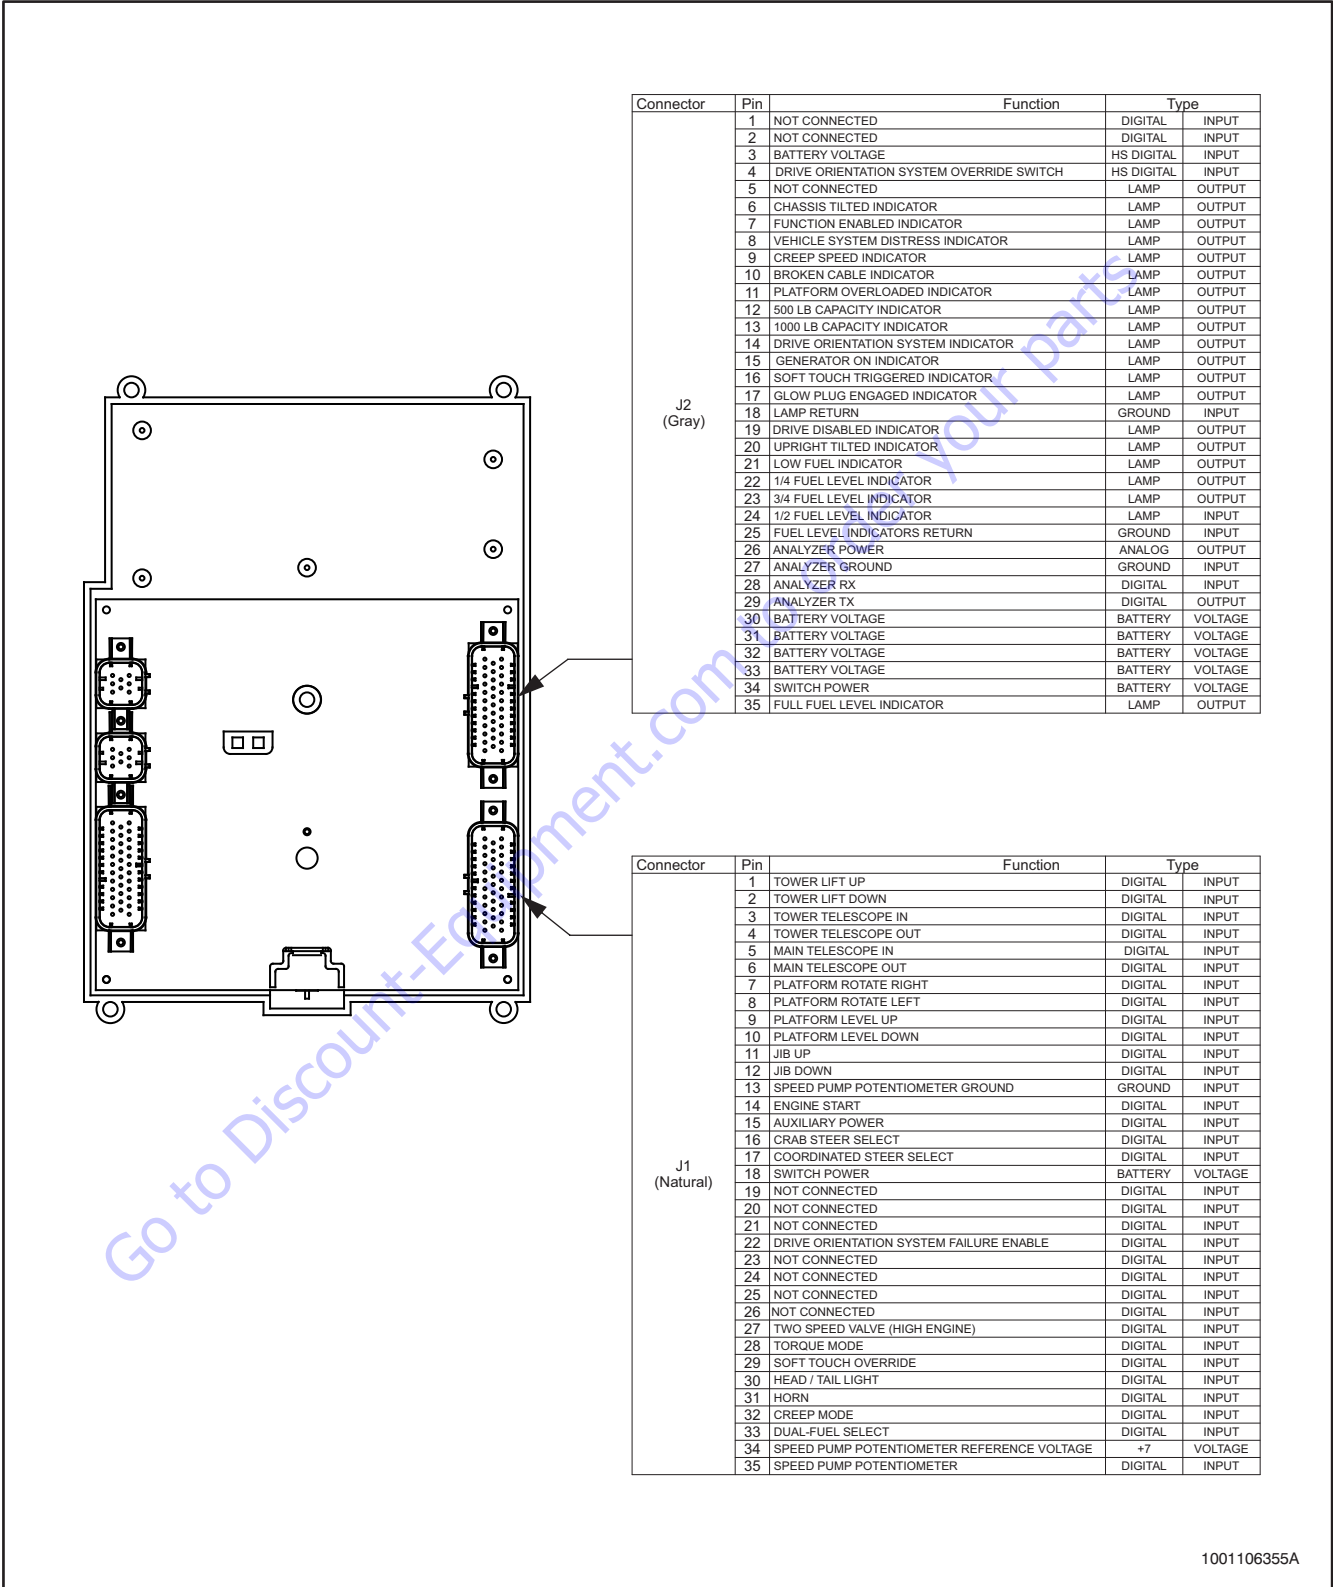 Connector Pin Function Type
1 NOT CONNECTED DIGITAL INPUT
2 NOT CONNECTED DIGITAL INPUT
3 BATTERY VOLTAGE HS DIGITAL INPUT
4 DRIVE ORIENTATION SYSTEM OVERRIDE SWITCH HS DIGITAL INPUT
5 NOT CONNECTED LAMP OUTPUT
6 CHASSIS TILTED INDICATOR LAMP OUTPUT
7 FUNCTION ENABLED INDICATOR LAMP OUTPUT
8 VEHICLE SYSTEM DISTRESS INDICATOR LAMP OUTPUT
9 CREEP SPEED INDICATOR LAMP OUTPUT
10 BROKEN CABLE INDICATOR LAMP OUTPUT
11 PLATFORM OVERLOADED INDICATOR LAMP OUTPUT
12 500 LB CAPACITY INDICATOR LAMP OUTPUT
13 1000 LB CAPACITY INDICATOR LAMP OUTPUT
14 DRIVE ORIENTATION SYSTEM INDICATOR LAMP OUTPUT
15 GENERATOR ON INDICATOR LAMP OUTPUT
16 SOFT TOUCH TRIGGERED INDICATOR LAMP OUTPUT
17 GLOW PLUG ENGAGED INDICATOR LAMP OUTPUT
J2
(Gray)
18 LAMP RETURN GROUND INPUT
19 DRIVE DISABLED INDICATOR LAMP OUTPUT
20 UPRIGHT TILTED INDICATOR LAMP OUTPUT
21 LOW FUEL INDICATOR LAMP OUTPUT
22 1/4 FUEL LEVEL INDICATOR LAMP OUTPUT
23 3/4 FUEL LEVEL INDICATOR LAMP OUTPUT
24 1/2 FUEL LEVEL INDICATOR LAMP INPUT
25 FUEL LEVEL INDICATORS RETURN GROUND INPUT
26 ANALYZER POWER ANALOG OUTPUT
27 ANALYZER GROUND GROUND INPUT
28 ANALYZER RX DIGITAL INPUT
29 ANALYZER TX DIGITAL OUTPUT
30 BATTERY VOLTAGE BATTERY VOLTAGE
31 BATTERY VOLTAGE BATTERY VOLTAGE
32 BATTERY VOLTAGE BATTERY VOLTAGE
33 BATTERY VOLTAGE BATTERY VOLTAGE
34 SWITCH POWER BATTERY VOLTAGE
35 FULL FUEL LEVEL INDICATOR LAMP OUTPUT
Connector Pin Function Type
1 TOWER LIFT UP DIGITAL INPUT
2 TOWER LIFT DOWN DIGITAL INPUT
3 TOWER TELESCOPE IN DIGITAL INPUT
4 TOWER TELESCOPE OUT DIGITAL INPUT
5 MAIN TELESCOPE IN DIGITAL INPUT
6 MAIN TELESCOPE OUT DIGITAL INPUT
7 PLATFORM ROTATE RIGHT DIGITAL INPUT
8 PLATFORM ROTATE LEFT DIGITAL INPUT
9 PLATFORM LEVEL UP DIGITAL INPUT
10 PLATFORM LEVEL DOWN DIGITAL INPUT
11 JIB UP DIGITAL INPUT
12 JIB DOWN DIGITAL INPUT
13 SPEED PUMP POTENTIOMETER GROUND GROUND INPUT
14 ENGINE START DIGITAL INPUT
15 AUXILIARY POWER DIGITAL INPUT
16 CRAB STEER SELECT DIGITAL INPUT
17 COORDINATED STEER SELECT DIGITAL INPUT
J1
(Natural)
18 SWITCH POWER BATTERY VOLTAGE
19 NOT CONNECTED DIGITAL INPUT
20 NOT CONNECTED DIGITAL INPUT
21 NOT CONNECTED DIGITAL INPUT
22 DRIVE ORIENTATION SYSTEM FAILURE ENABLE DIGITAL INPUT
23 NOT CONNECTED DIGITAL INPUT
24 NOT CONNECTED DIGITAL INPUT
25 NOT CONNECTED DIGITAL INPUT
26 NOT CONNECTED DIGITAL INPUT
27 TWO SPEED VALVE (HIGH ENGINE) DIGITAL INPUT
28 TORQUE MODE DIGITAL INPUT
29 SOFT TOUCH OVERRIDE DIGITAL INPUT
30 HEAD / TAIL LIGHT DIGITAL INPUT
31 HORN DIGITAL INPUT
32 CREEP MODE DIGITAL INPUT
33 DUAL-FUEL SELECT DIGITAL INPUT
34 SPEED PUMP POTENTIOMETER REFERENCE VOLTAGE +7 VOLTAGE
35 SPEED PUMP POTENTIOMETER DIGITAL INPUT
Go to Discount-Equipment.com to order your parts
1001106355A